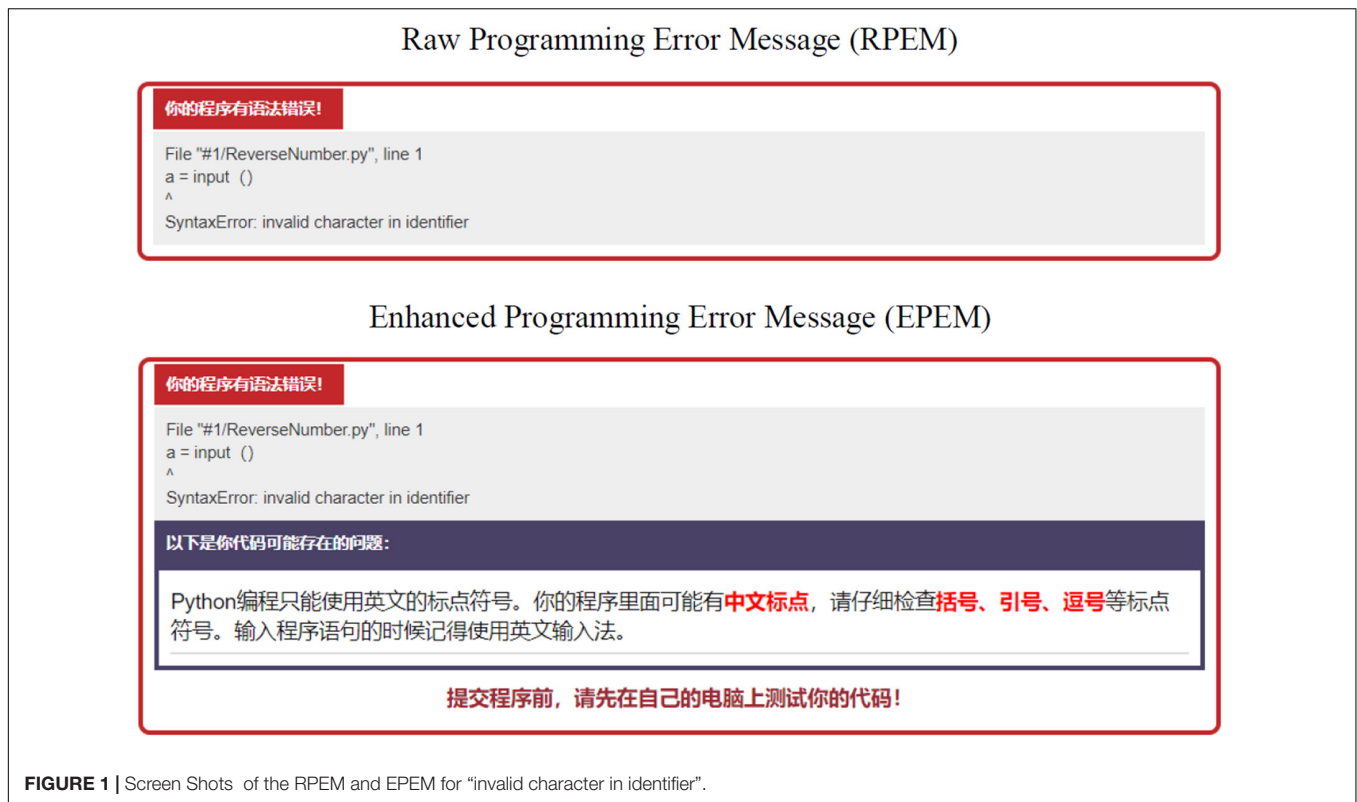 Raw Programming Error Message (RPEM)
你的程序有语法错误!
File "#1/ReverseNumber.py", line 1
a = input （）
^
SyntaxError: invalid character in identifier
Enhanced Programming Error Message (EPEM)
你的程序有语法错误!
File "#1/ReverseNumber.py", line 1
a = input （）
^
SyntaxError: invalid character in identifier
以下是你代码可能存在的问题:
Python编程只能使用英文的标点符号。你的程序里面可能有中文标点，请仔细检查括号、引号、逗号等标点
符号。输入程序语句的时候记得使用英文输入法。
提交程序前，请先在自己的电脑上测试你的代码！
FIGURE 1 | Screen Shots of the RPEM and EPEM for “invalid character in identifier”.